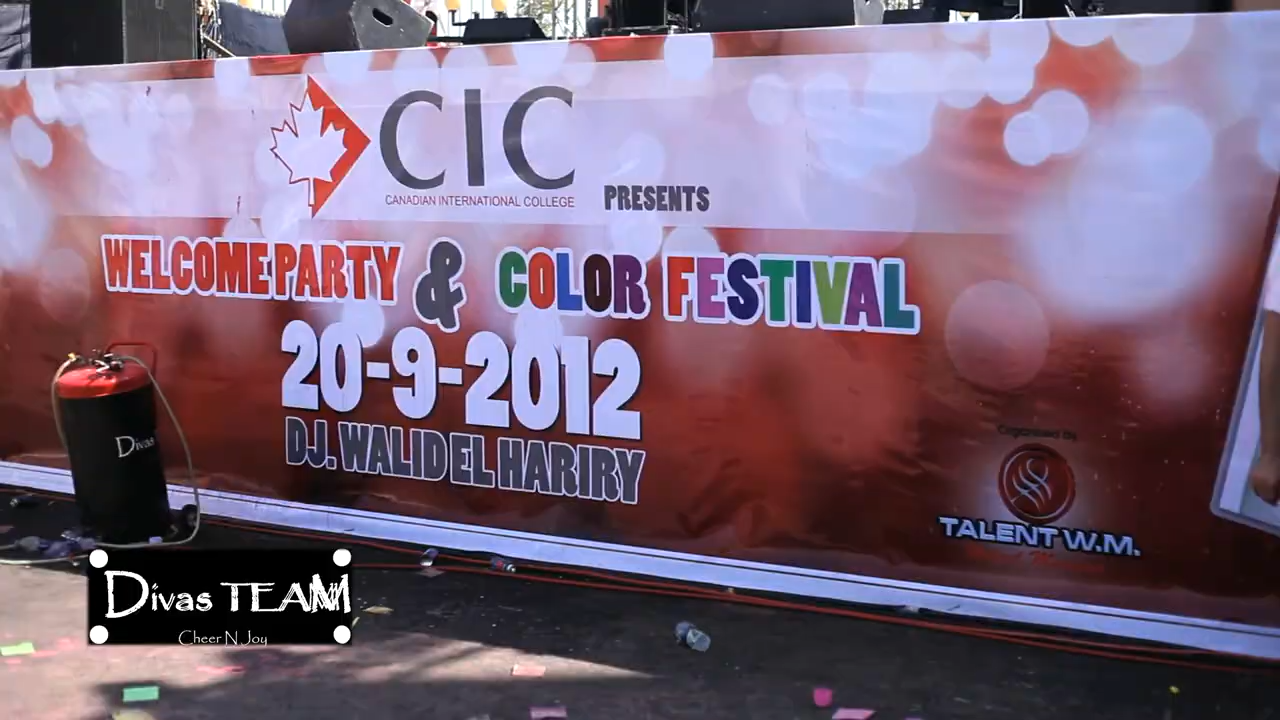 CIC
CANADIAN INTERNATIONAL COLLEGE
PRESENTS
WELCOME PARTY & COLOR FESTIVAL
20-9-2012
DJ. WALID EL HARIRY
Divas
Organized by
TALENT W.M.
Divas TEAM
Cheer N Joy